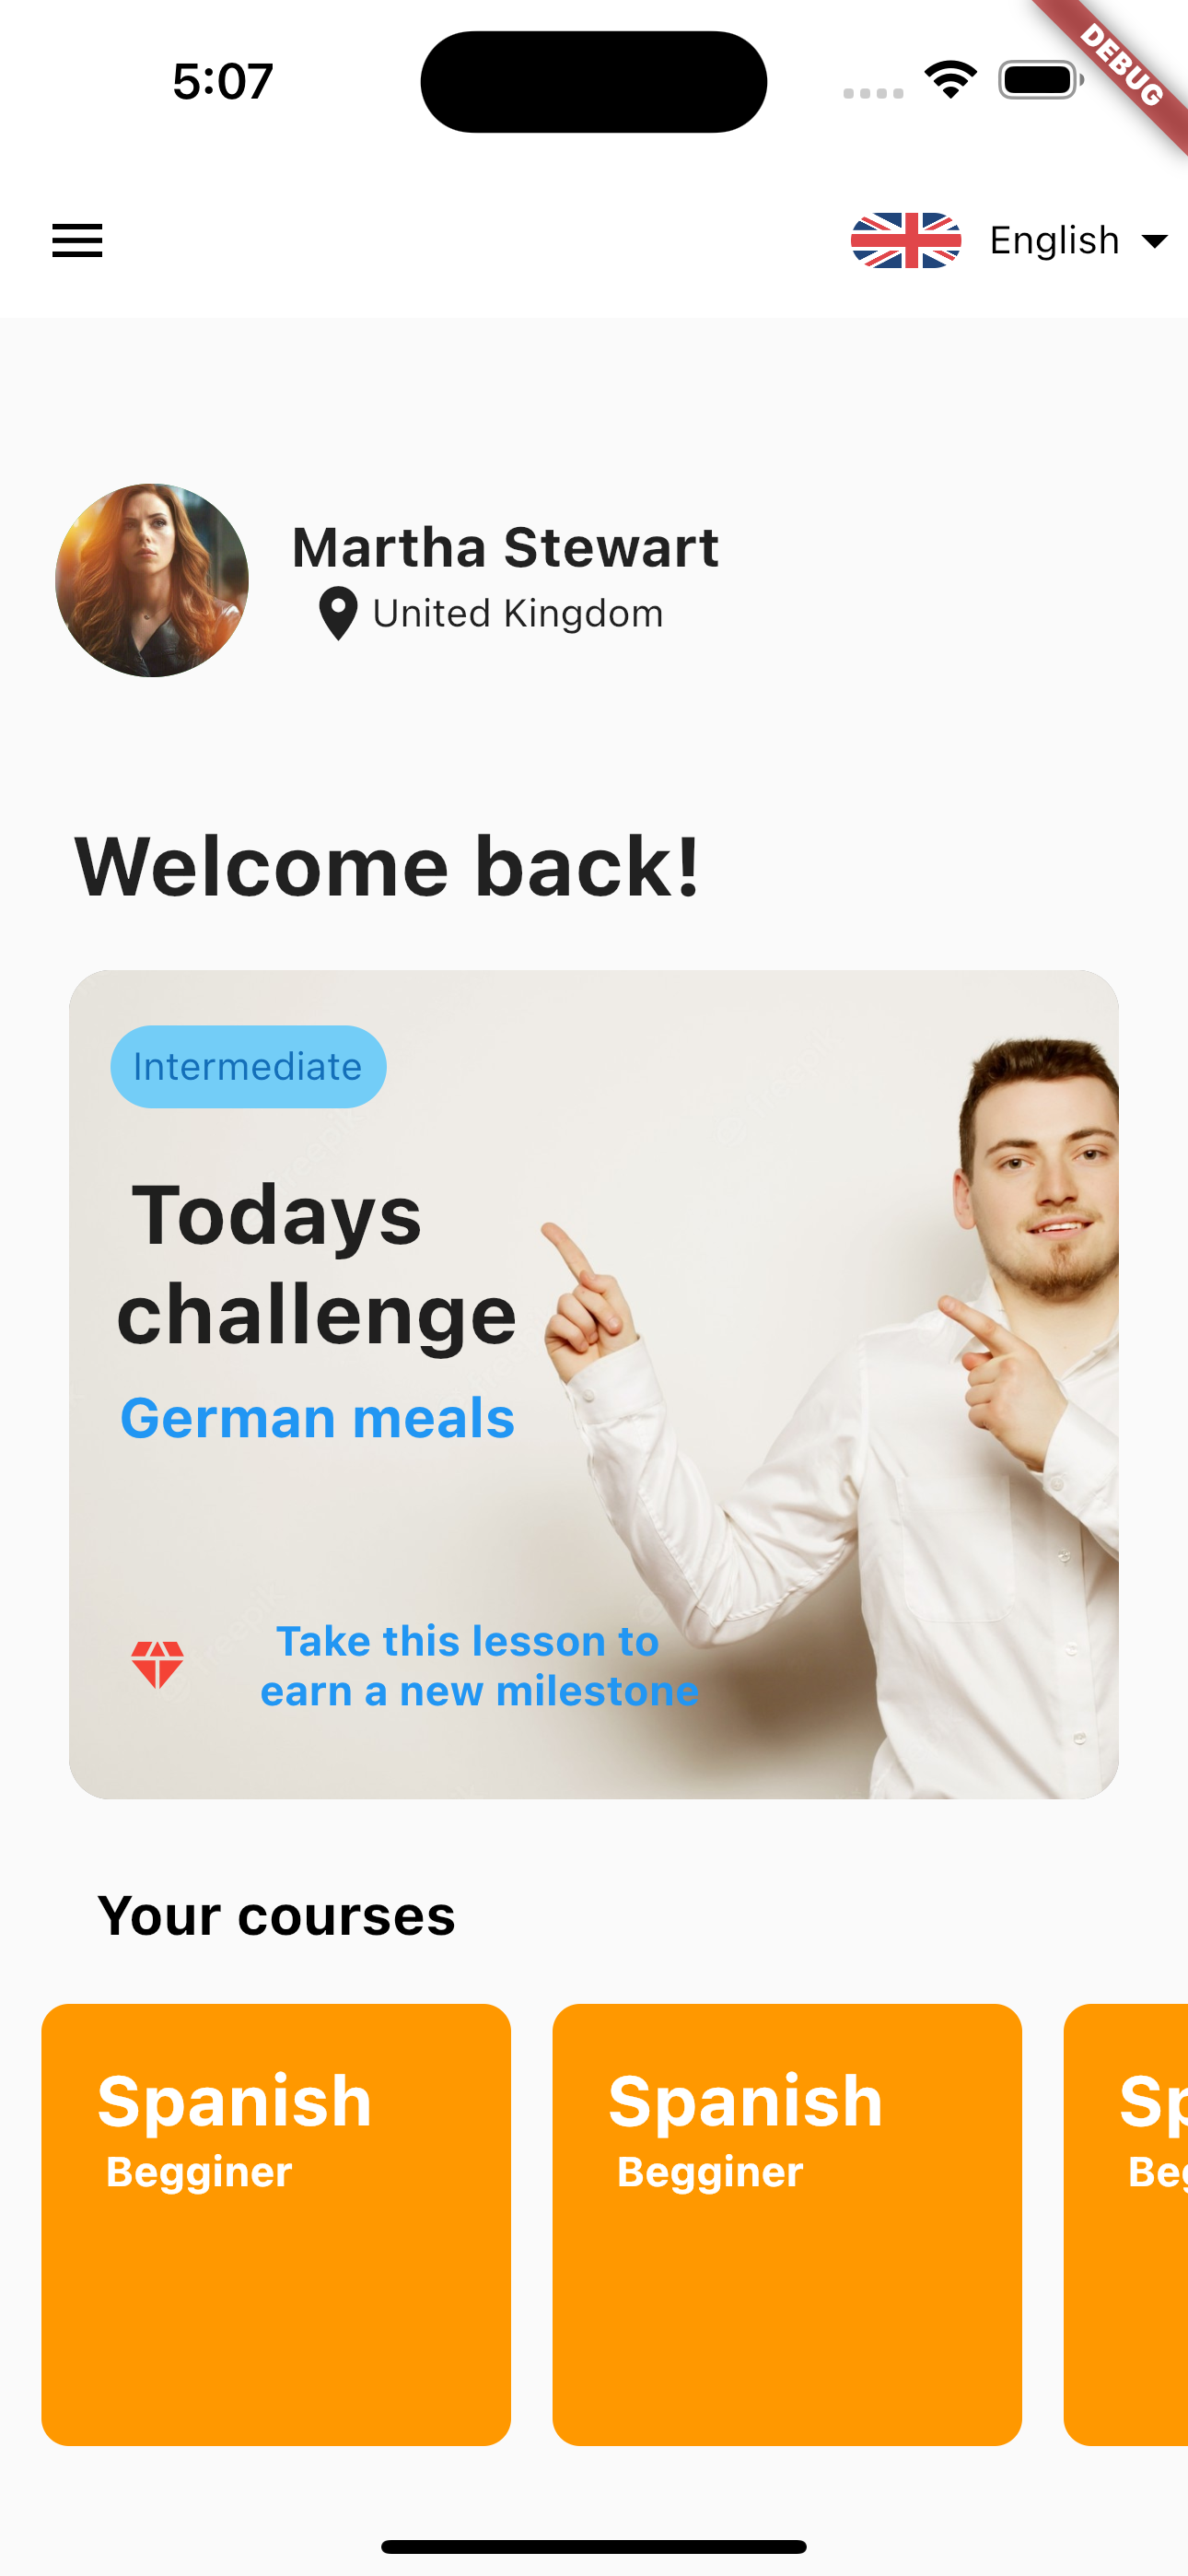 5:07
DEBUG
English
Martha Stewart
United Kingdom
Welcome back!
Intermediate
Todays
challenge
German meals
Take this lesson to
earn a new milestone
Your courses
Spanish
Begginer
Spanish
Begginer
Sp
Beg